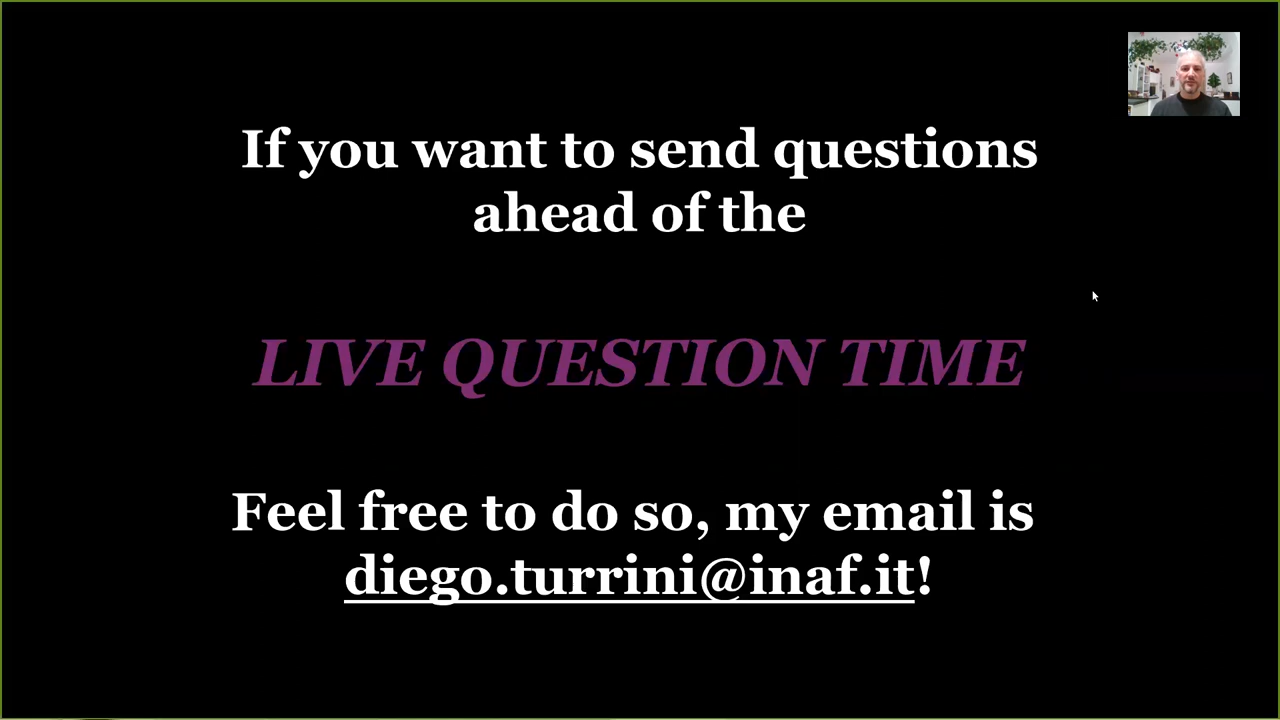 If you want to send questions
ahead of the
LIVE QUESTION TIME
Feel free to do so, my email is
diego.turrini@inaf.it!